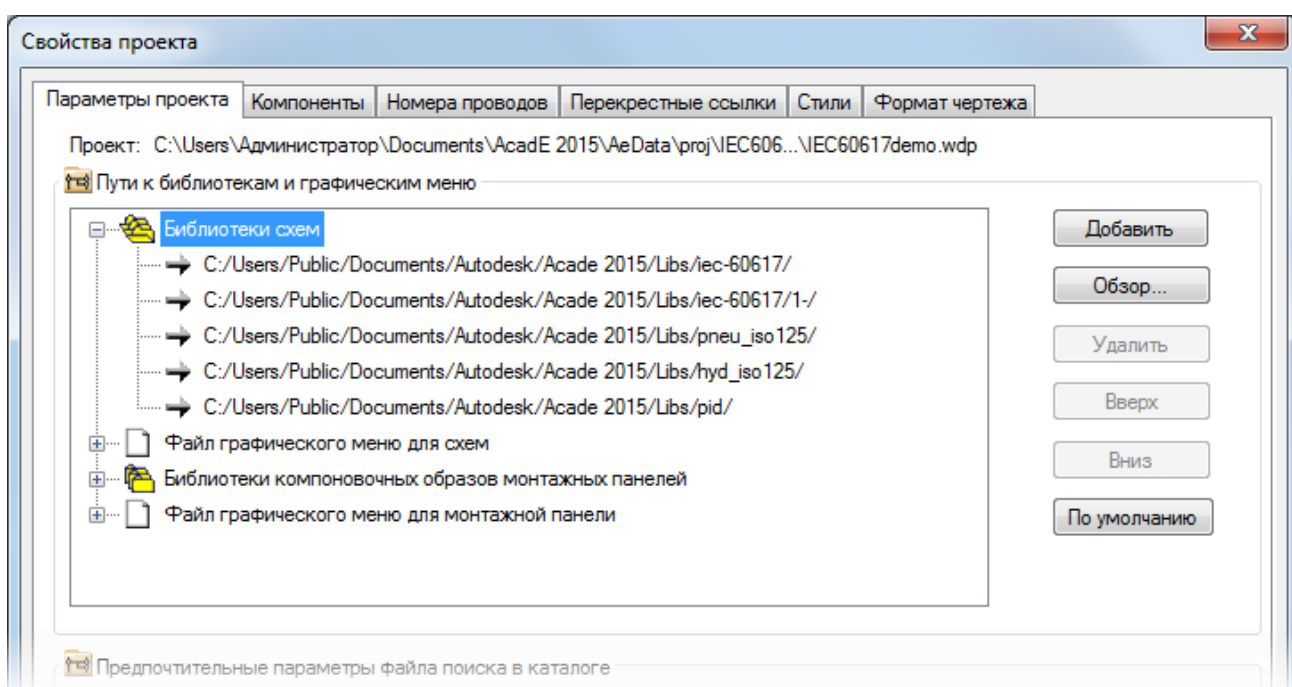 Свойства проекта
Параметры проекта Компоненты Номера проводов Перекрестные ссылки Стили Формат чертежа
Проект: C:\Users\Администратор\Documents\AcadE 2015\AeData\proj\IEC606...\IEC60617demo.wdp
Пути к библиотекам и графическим меню
Библиотеки схем
C:/Users/Public/Documents/Autodesk/Acade 2015/Libs/iec-60617/
C:/Users/Public/Documents/Autodesk/Acade 2015/Libs/iec-60617/1-/
C:/Users/Public/Documents/Autodesk/Acade 2015/Libs/pneu_iso125/
C:/Users/Public/Documents/Autodesk/Acade 2015/Libs/hyd_iso125/
C:/Users/Public/Documents/Autodesk/Acade 2015/Libs/pid/
Файл графического меню для схем
Библиотеки компоновочных образов монтажных панелей
Файл графического меню для монтажной панели
Добавить
Обзор...
Удалить
Вверх
Вниз
По умолчанию
Предпочтительные параметры файла поиска в каталоге